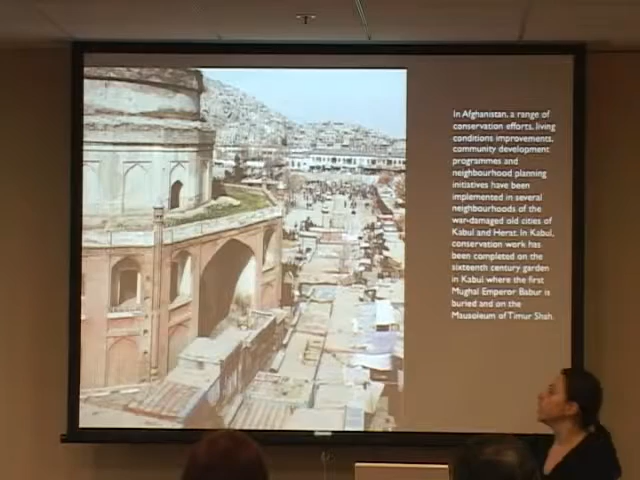 In Afghanistan, a range of
conservation efforts, living
conditions improvements,
community development
programmes and
neighbourhood planning
initiatives have been
implemented in several
neighbourhoods of the
war-damaged old cities of
Kabul and Herat. In Kabul,
conservation work has
been completed on the
sixteenth century garden
in Kabul where the first
Mughal Emperor Babur is
buried and on the
Mausoleum of Timur Shah.